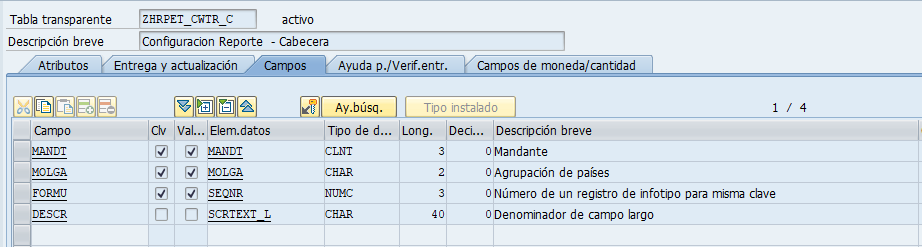 Tabla transparente ZHRPET_CWTR_C activo
Descripción breve Configuracion Reporte - Cabecera
Atributos Entrega y actualización Campos Ayuda p./Verif.entr. Campos de moneda/cantidad
Ay.búsq. Tipo instalado 1 / 4
Campo Clv Val... Elem.datos Tipo de d... Long. Deci... Descripción breve
MANDT MANDT CLNT 3 0 Mandante
MOLGA MOLGA CHAR 2 0 Agrupación de países
FORMU SEQNR NUMC 3 0 Número de un registro de infotipo para misma clave
DESCR SCRTEXT_L CHAR 40 0 Denominador de campo largo